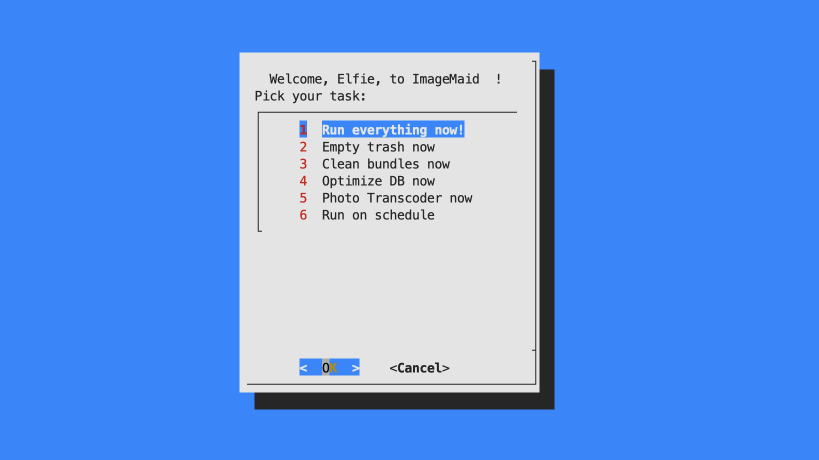 Welcome, Elfie, to ImageMaid  !
Pick your task:
1  Run everything now!
2  Empty trash now
3  Clean bundles now
4  Optimize DB now
5  Photo Transcoder now
6  Run on schedule
<  OK  >    <Cancel>